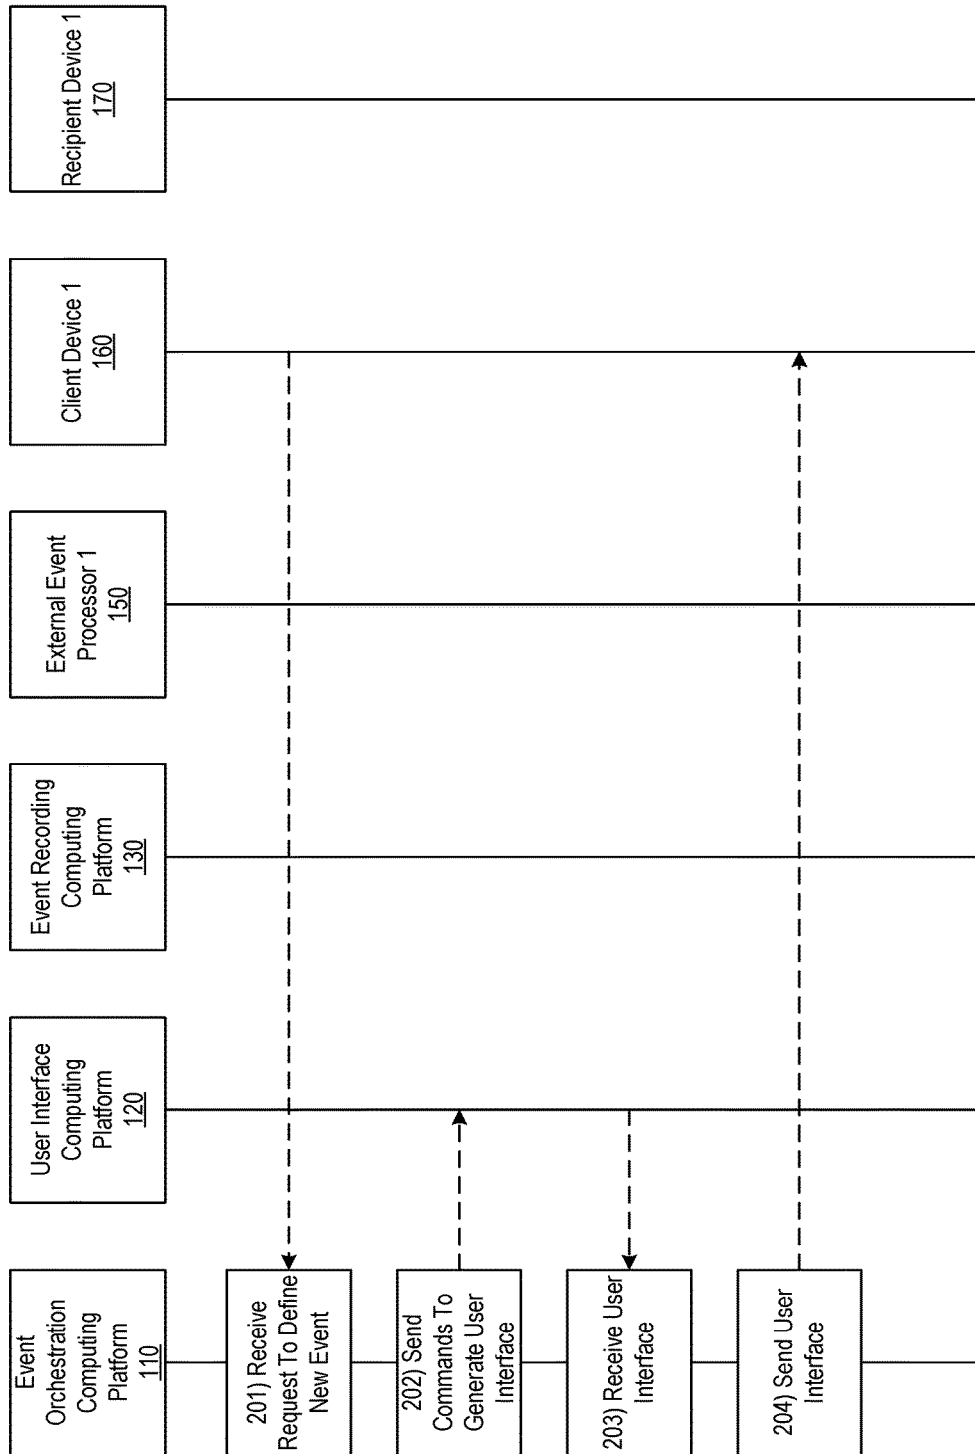 Event
Orchestration
Computing
Platform
110
User Interface
Computing
Platform
120
Event Recording
Computing
Platform
130
External Event
Processor 1
150
Client Device 1
160
Recipient Device 1
170
201) Receive
Request To Define
New Event
202) Send
Commands To
Generate User
Interface
203) Receive User
Interface
204) Send User
Interface